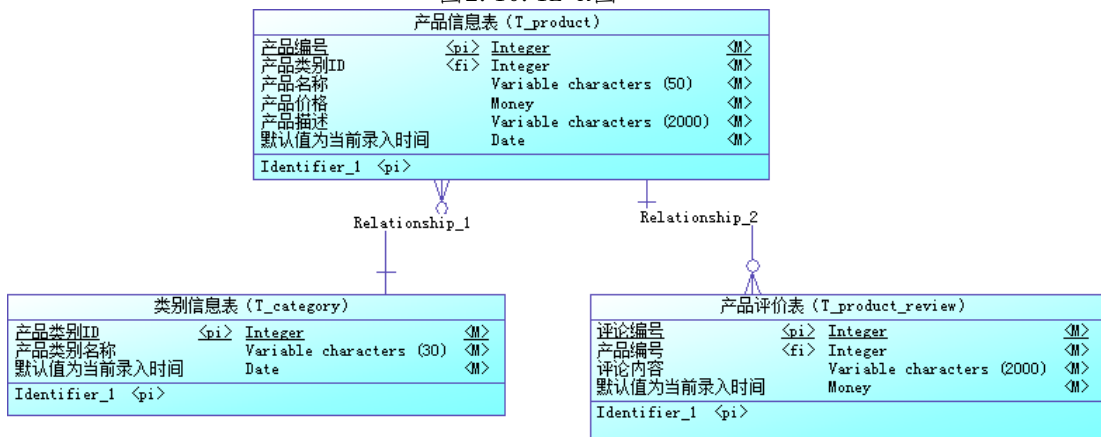 产品信息表 (T_product)
产品编号 <pi> Integer <M>
产品类别ID <fi> Integer <M>
产品名称 Variable characters (50) <M>
产品价格 Money <M>
产品描述 Variable characters (2000) <M>
默认值为当前录入时间 Date <M>
Identifier_1 <pi>
Relationship_1
Relationship_2
类别信息表 (T_category)
产品类别ID <pi> Integer <M>
产品类别名称 Variable characters (30) <M>
默认值为当前录入时间 Date <M>
Identifier_1 <pi>
产品评价表 (T_product_review)
评论编号 <pi> Integer <M>
产品编号 <fi> Integer <M>
评论内容 Variable characters (2000) <M>
默认值为当前录入时间 Money <M>
Identifier_1 <pi>